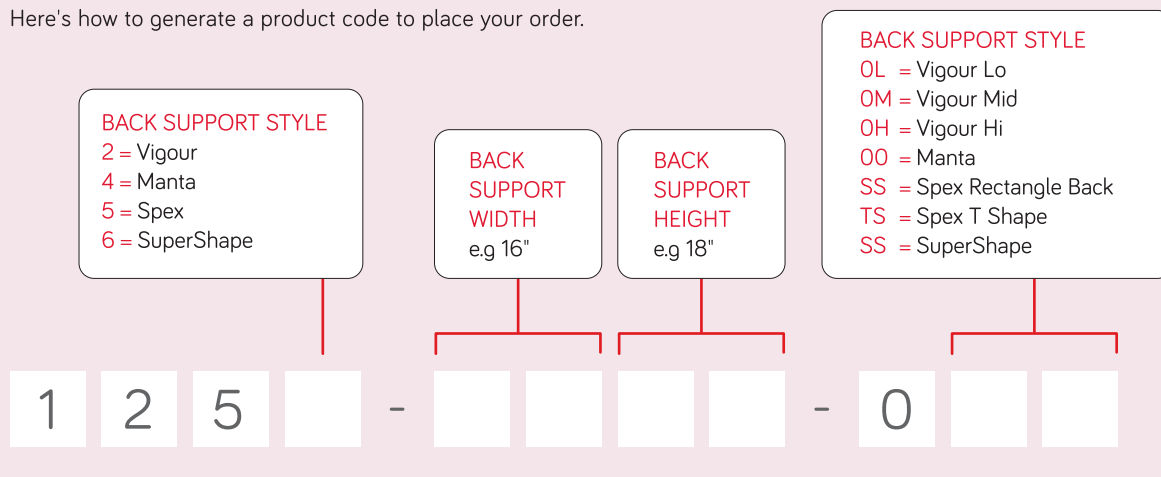 Here's how to generate a product code to place your order.
BACK SUPPORT STYLE
2 = Vigour
4 = Manta
5 = Spex
6 = SuperShape
BACK
SUPPORT
WIDTH
e.g 16"
BACK
SUPPORT
HEIGHT
e.g 18"
BACK SUPPORT STYLE
0L = Vigour Lo
0M = Vigour Mid
0H = Vigour Hi
00 = Manta
SS = Spex Rectangle Back
TS = Spex T Shape
SS = SuperShape
1 2 5 - - 0